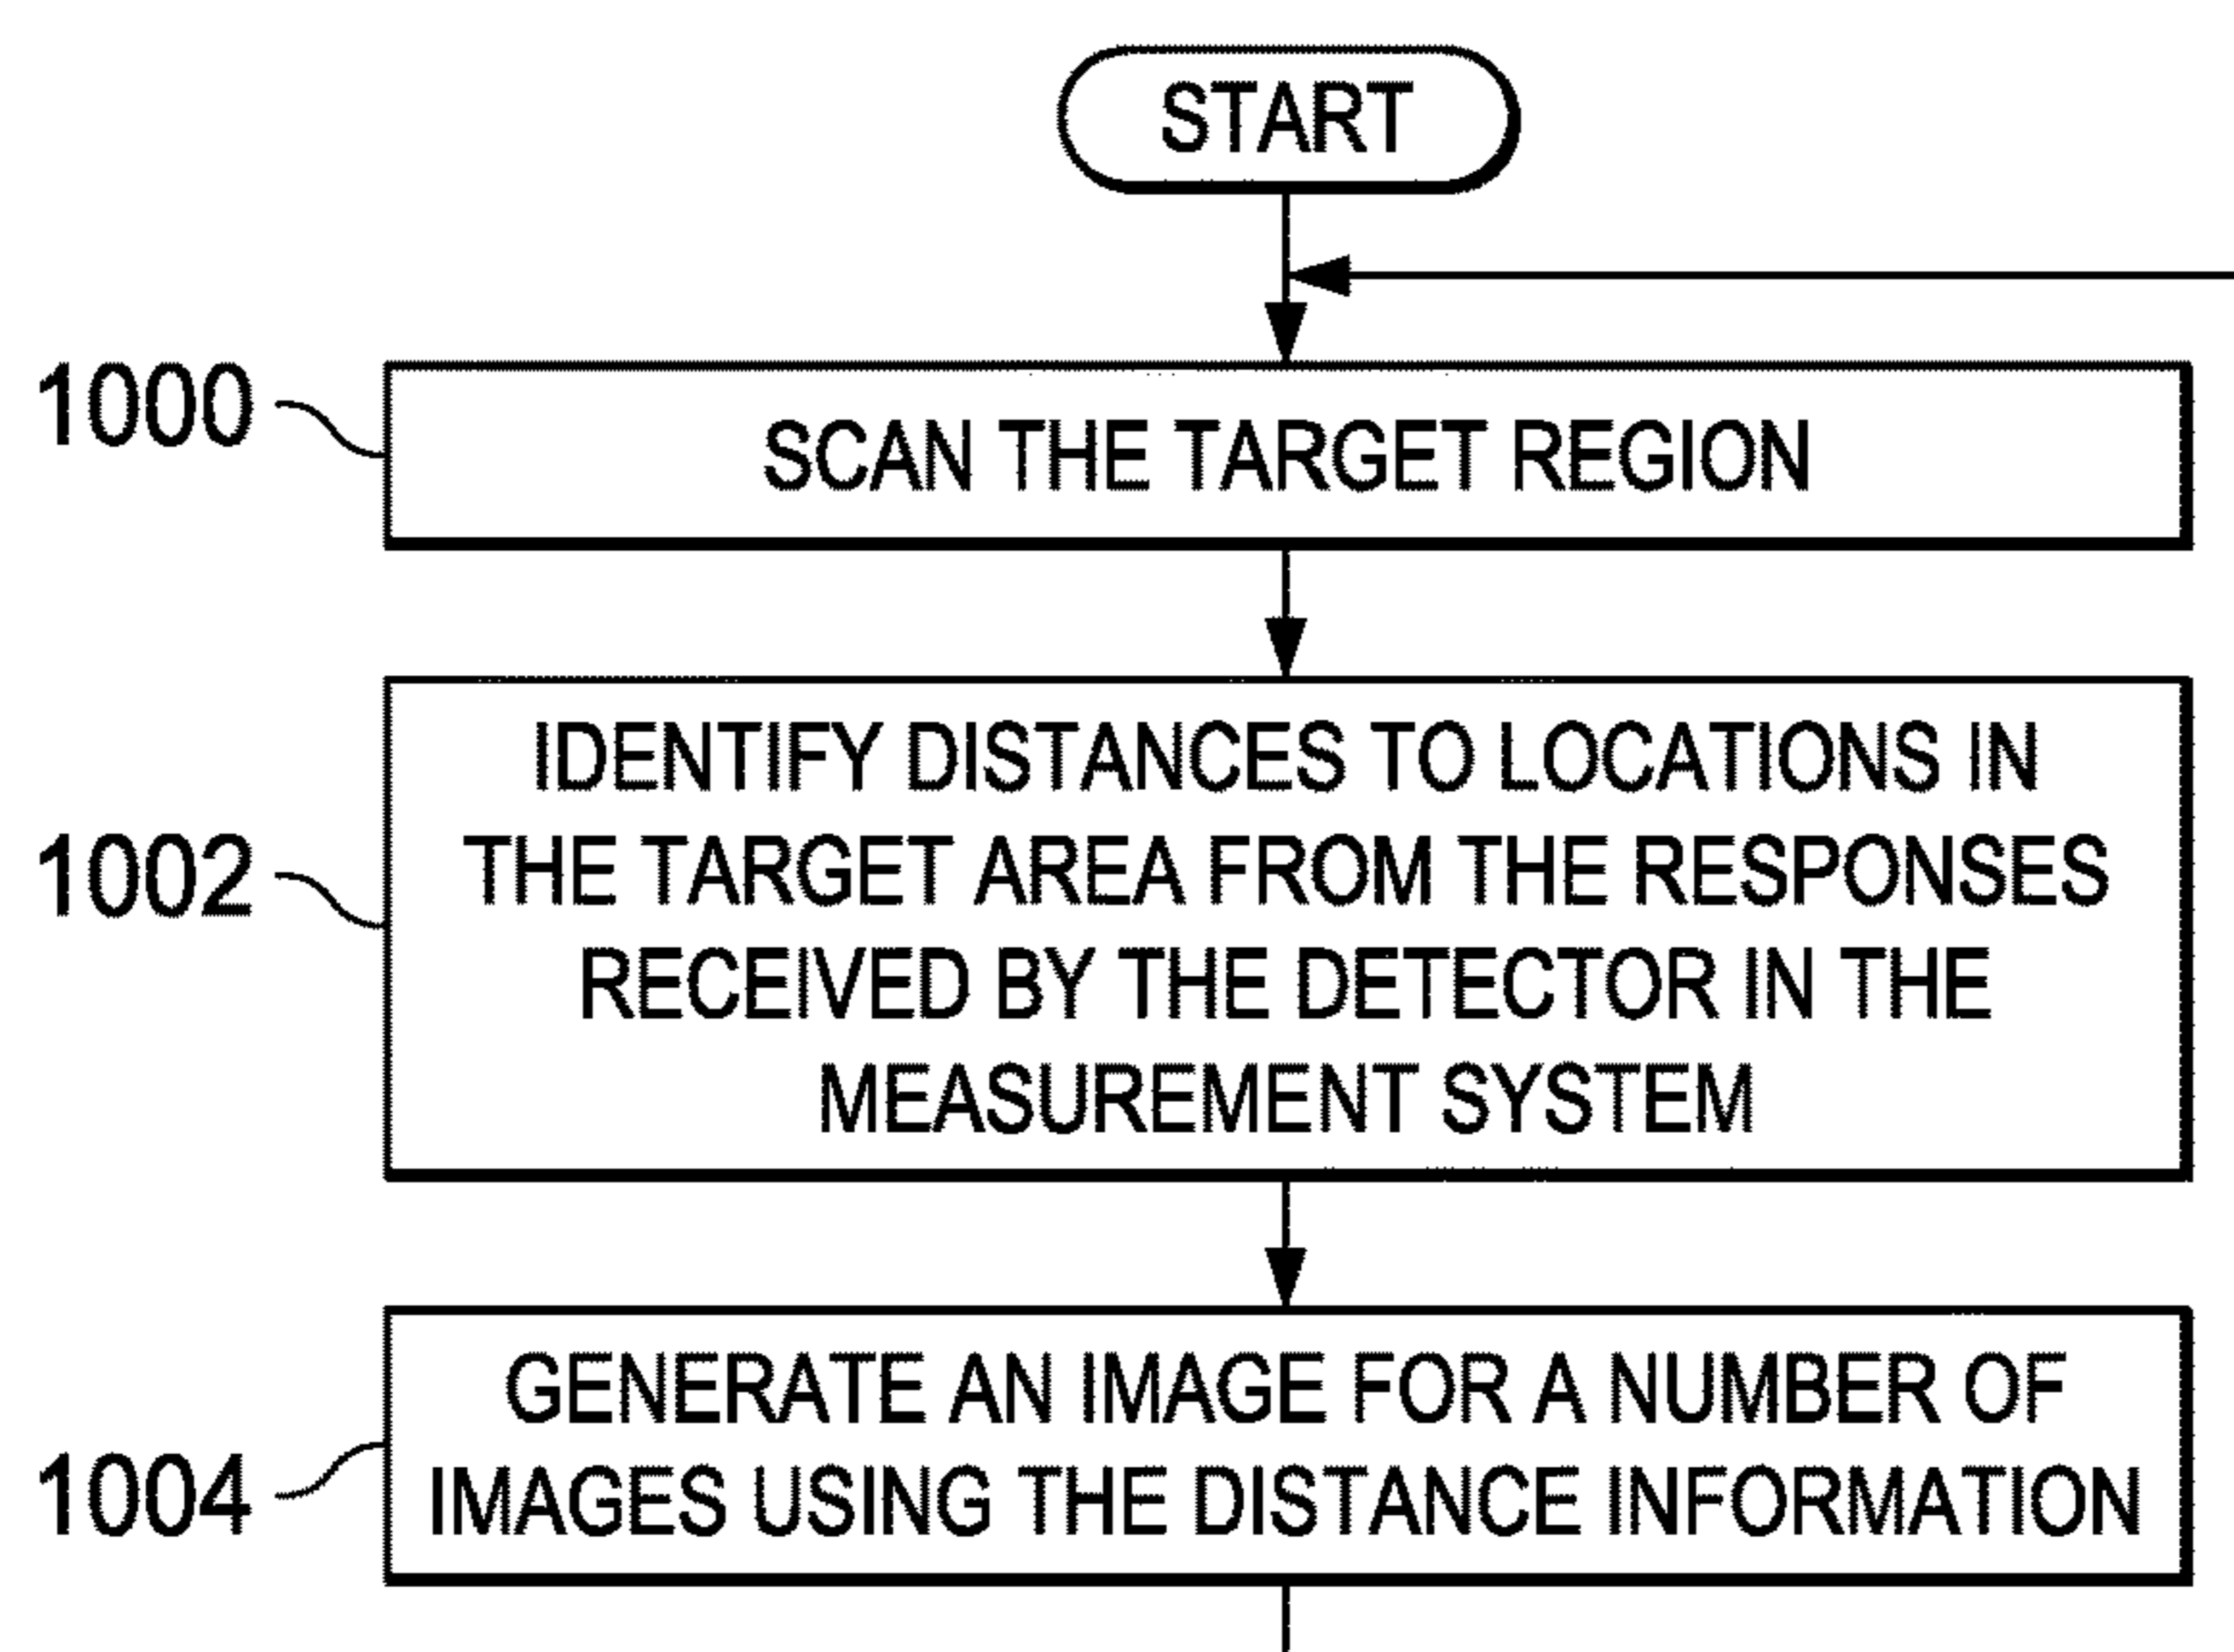 START
1000
SCAN THE TARGET REGION
1002
IDENTIFY DISTANCES TO LOCATIONS IN
THE TARGET AREA FROM THE RESPONSES
RECEIVED BY THE DETECTOR IN THE
MEASUREMENT SYSTEM
1004
GENERATE AN IMAGE FOR A NUMBER OF
IMAGES USING THE DISTANCE INFORMATION